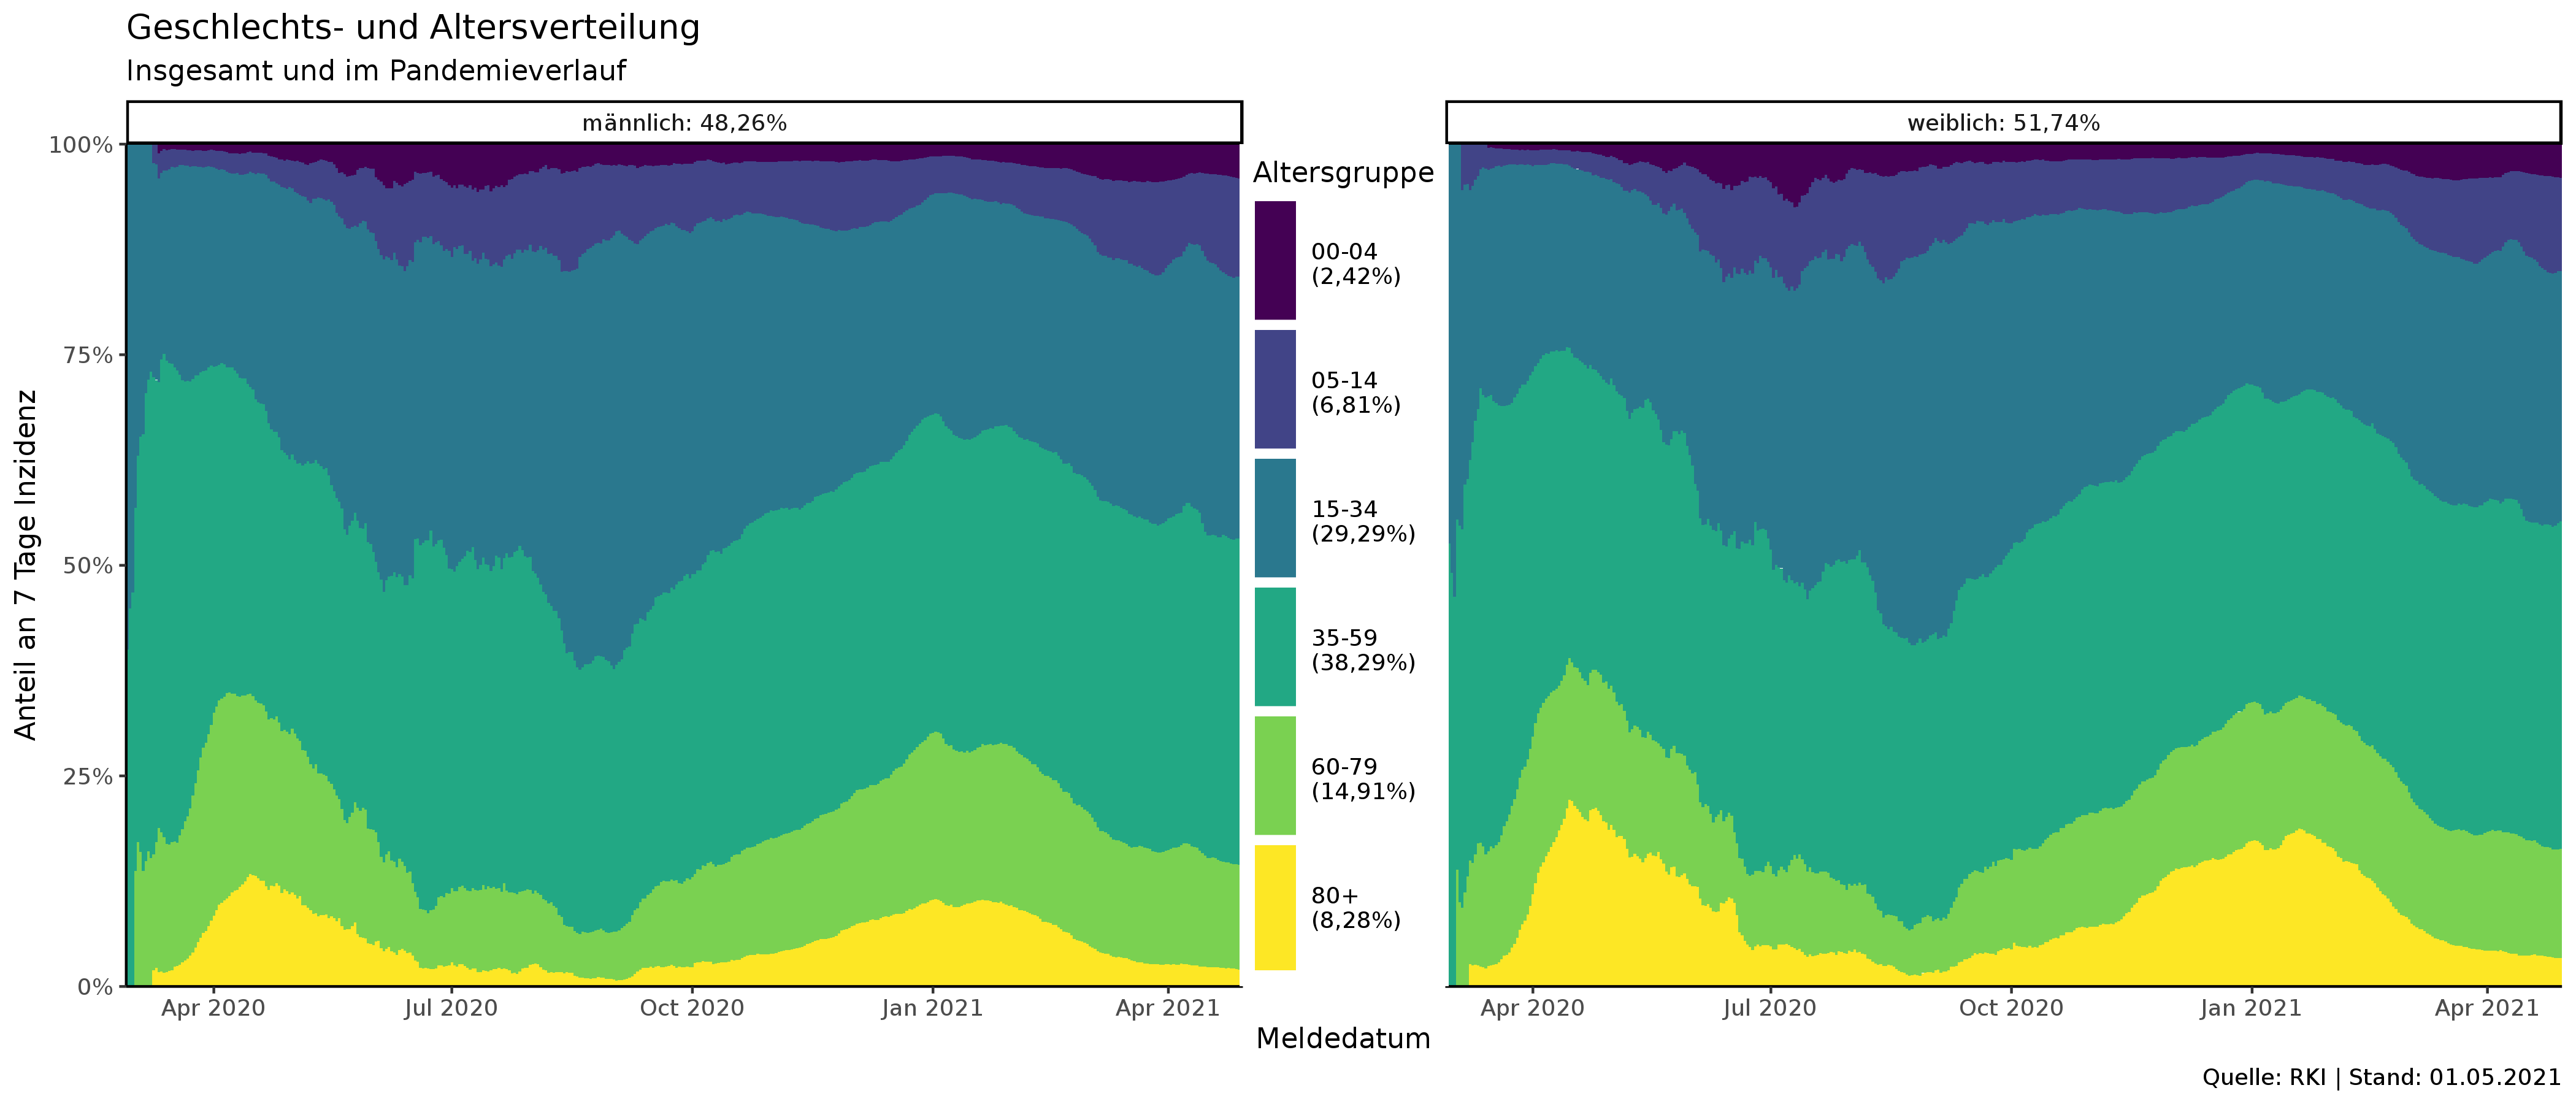 Geschlechts- und Altersverteilung
Insgesamt und im Pandemieverlauf
männlich: 48,26%
weiblich: 51,74%
Anteil an 7 Tage Inzidenz
100%
75%
50%
25%
0%
Altersgruppe
00-04
(2,42%)
05-14
(6,81%)
15-34
(29,29%)
35-59
(38,29%)
60-79
(14,91%)
80+
(8,28%)
Apr 2020 Jul 2020 Oct 2020 Jan 2021 Apr 2021
Apr 2020 Jul 2020 Oct 2020 Jan 2021 Apr 2021
Meldedatum
Quelle: RKI | Stand: 01.05.2021